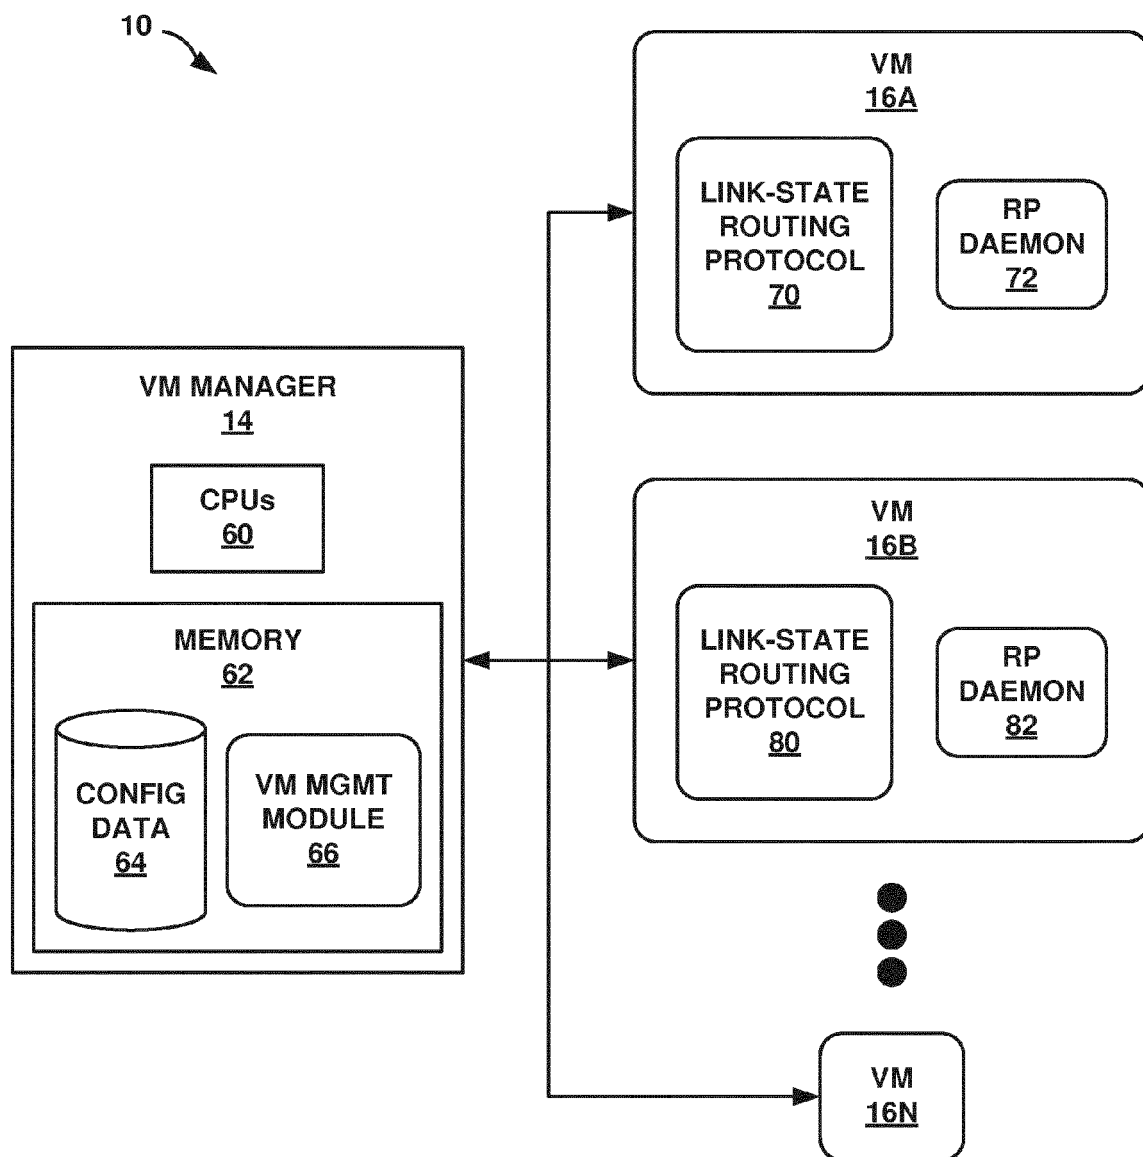 10
VM
16A
LINK-STATE
ROUTING
PROTOCOL
70
RP
DAEMON
72
VM MANAGER
14
CPUs
60
MEMORY
62
CONFIG
DATA
64
VM MGMT
MODULE
66
VM
16B
LINK-STATE
ROUTING
PROTOCOL
80
RP
DAEMON
82
VM
16N